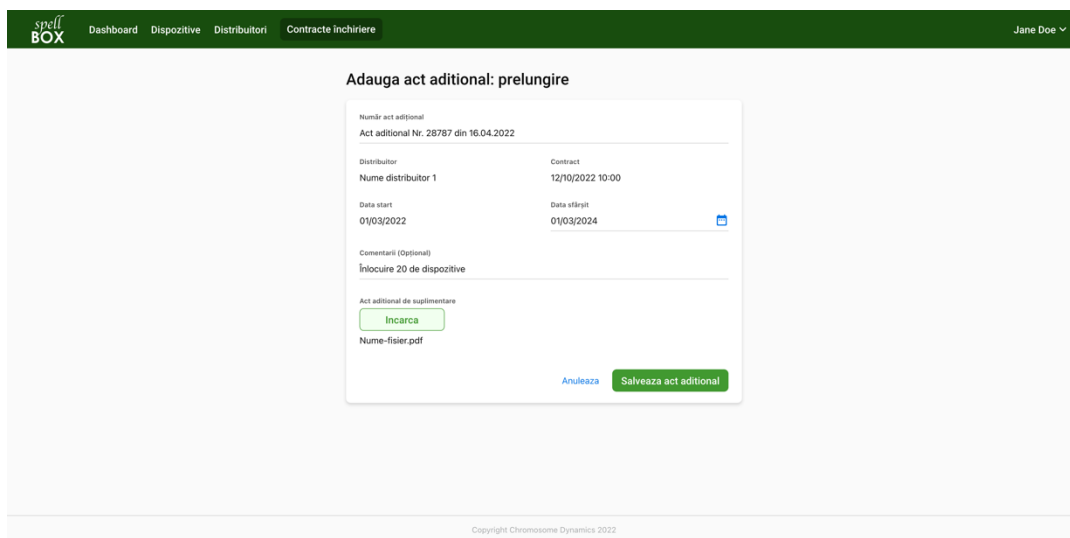 spell
BOX
Dashboard Dispozitive Distribuitori Contracte închiriere Jane Doe
Adauga act aditional: prelungire
Număr act adițional
Act aditional Nr. 28787 din 16.04.2022
Distribuitor Contract
Nume distribuitor 1 12/10/2022 10:00
Data start Data sfârșit
01/03/2022 01/03/2024
Comentarii (Opțional)
Înlocuire 20 de dispozitive
Act aditional de suplimentare
Incarca
Nume-fisier.pdf
Anuleaza Salveaza act aditional
Copyright Chromosome Dynamics 2022